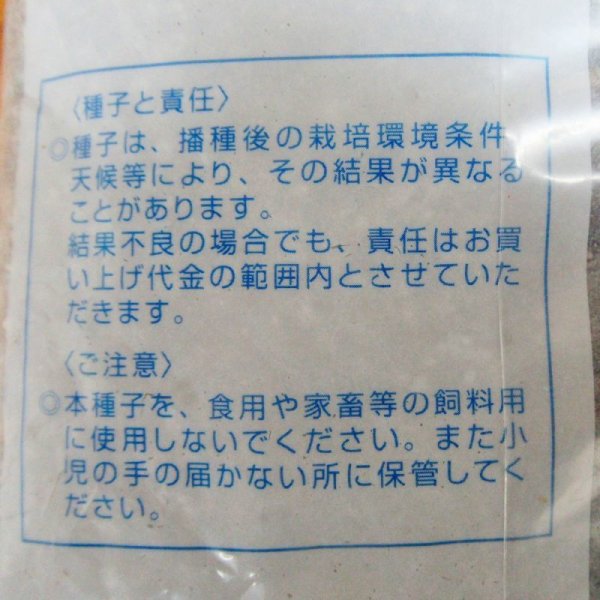 〈種子と責任〉
◎種子は、播種後の栽培環境条件、
天候等により、その結果が異なる
ことがあります。
結果不良の場合でも、責任はお買
い上げ代金の範囲内とさせていた
だきます。
〈ご注意〉
◎本種子を、食用や家畜等の飼料用
に使用しないでください。また小
児の手の届かない所に保管してく
ださい。